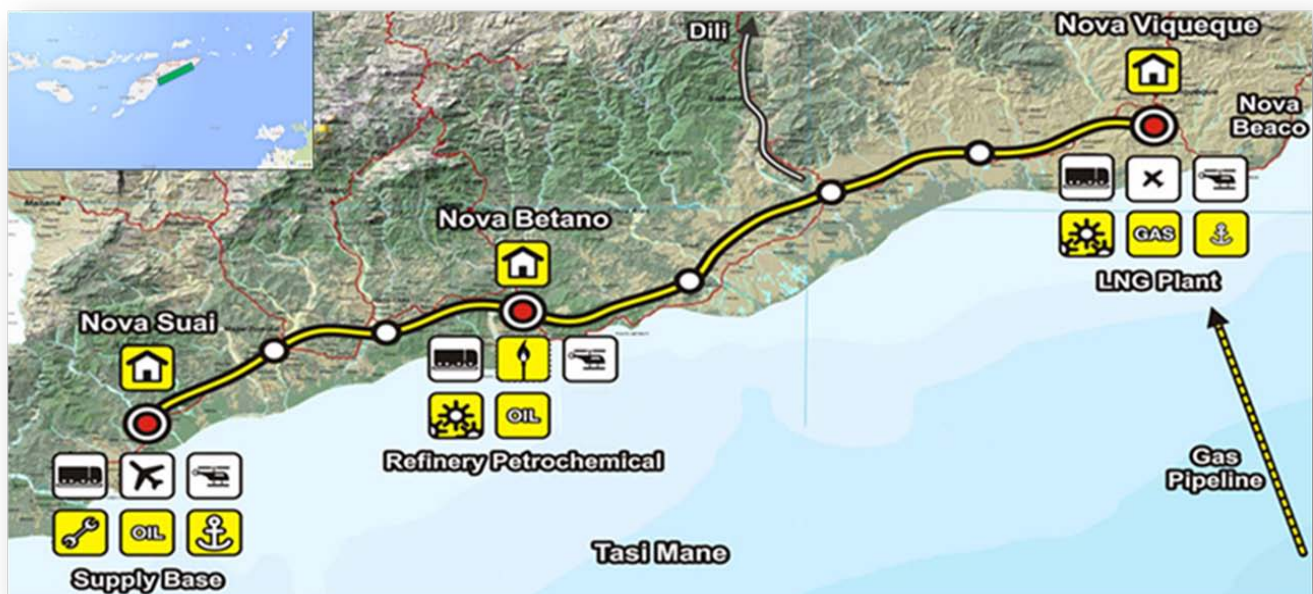 Dili
Nova Viqueque
Nova
Beaco
Nova Betano
GAS
LNG Plant
Nova Suai
OIL
Refinery Petrochemical
Gas
Pipeline
OIL
Tasi Mane
Supply Base